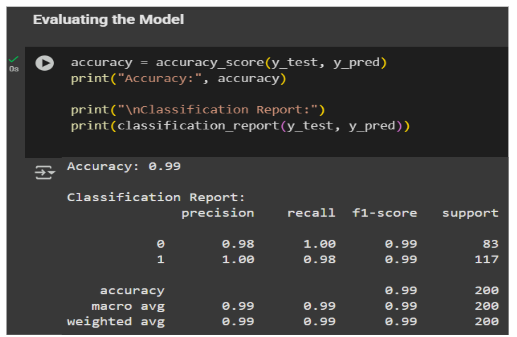 Evaluating the Model
accuracy = accuracy_score(y_test, y_pred)
0s
print("Accuracy:", accuracy)
print("\nClassification Report:")
print(classification_report(y_test, y_pred))
Accuracy: 0.99
Classification Report:
precision recall f1-score support
0 0.98 1.00 0.99 83
1 1.00 0.98 0.99 117
accuracy 0.99 200
macro avg 0.99 0.99 0.99 200
weighted avg 0.99 0.99 0.99 200